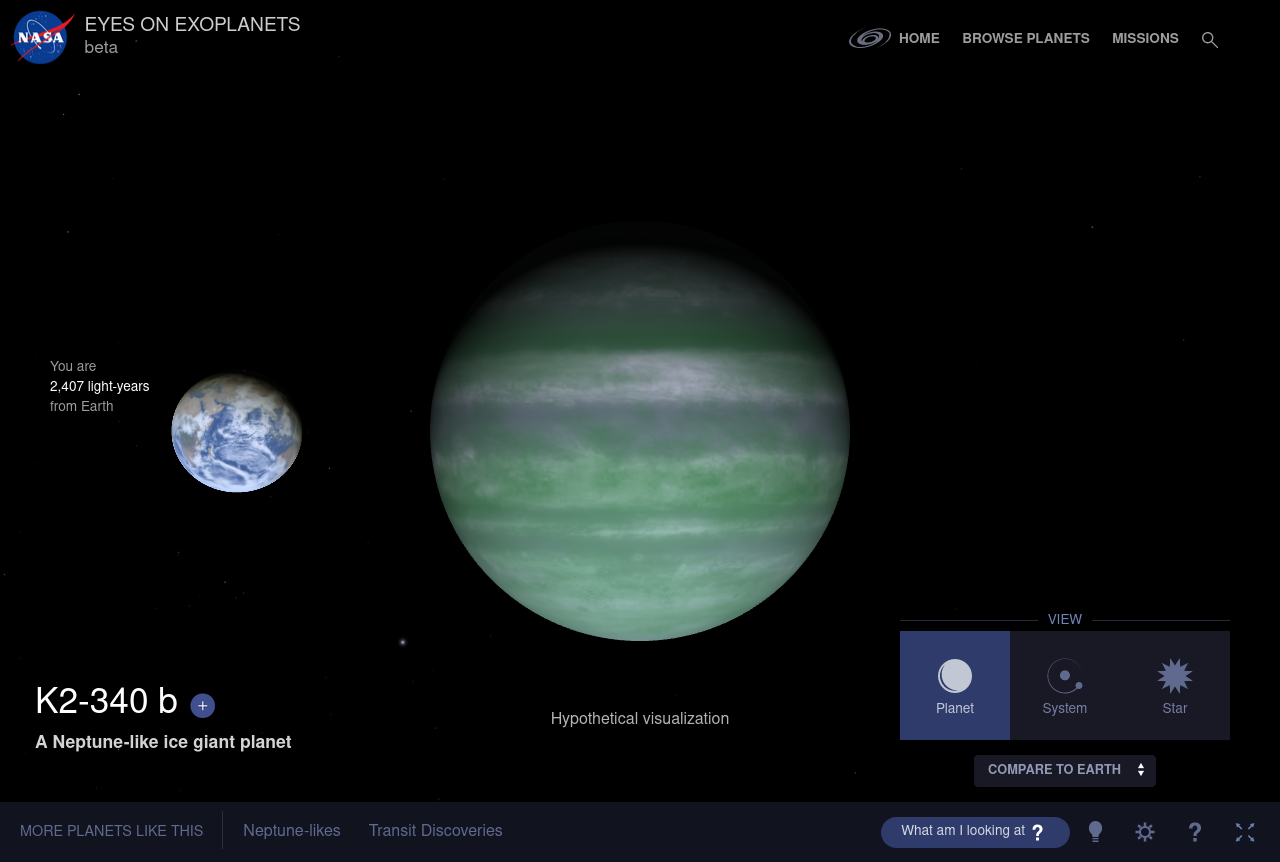 NASA
EYES ON EXOPLANETS
beta
HOME
BROWSE PLANETS
MISSIONS
You are
2,407 light-years
from Earth
K2-340 b +
A Neptune-like ice giant planet
Hypothetical visualization
VIEW
Planet
System
Star
COMPARE TO EARTH
MORE PLANETS LIKE THIS
Neptune-likes
Transit Discoveries
What am I looking at ?
?